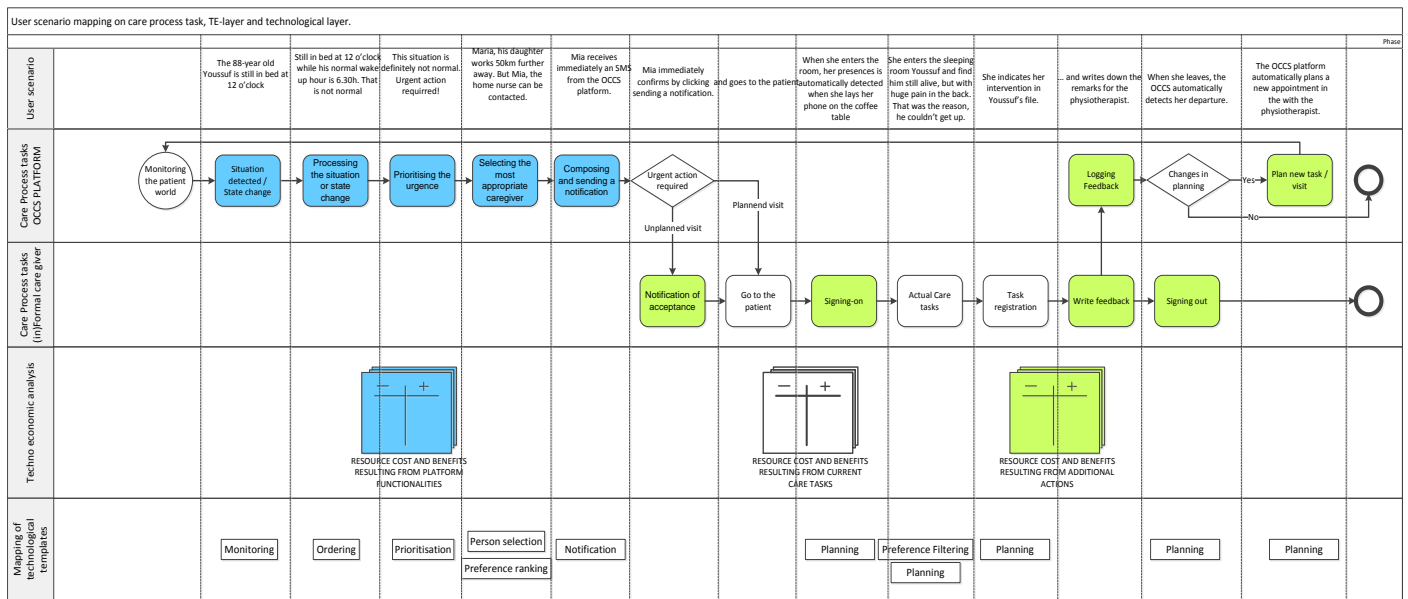 User scenario mapping on care process task, TE-layer and technological layer.
Phase
User scenario
The 88-year old
Youssuf is still in bed at
12 o'clock
Still in bed at 12 o'clock
while his normal wake
up hour is 6.30h. That
is not normal
This situation is
definitely not normal.
Urgent action
requirred!
Maria, his daughter
works 50km further
away. But Mia, the
home nurse can be
contacted.
Mia receives
immediately an SMS
from the OCCS
platform.
Mia immediately
confirms by clicking
sending a notification.
and goes to the patient
When she enters the
room, her presences is
automatically detected
when she lays her
phone on the coffee
table
She enters the sleeping
room Youssuf and find
him still alive, but with
huge pain in the back.
That was the reason,
he couldn't get up.
She indicates her
intervention in
Youssuf's file.
... and writes down the
remarks for the
physiotherapist.
When she leaves, the
OCCS automatically
detects her departure.
The OCCS platform
automatically plans a
new appointment in
the with the
physiotherapist.
Care Process tasks
OCCS PLATFORM
Monitoring
the patient
world
Situation
detected /
State change
Processing
the situation
or state
change
Prioritising the
urgence
Selecting the
most
appropriate
caregiver
Composing
and sending a
notification
Urgent action
required
Plannend visit
Unplanned visit
Logging
Feedback
Changes in
planning
Yes
No
Plan new task /
visit
Care Process tasks
(in)Formal care giver
Notification of
acceptance
Go to the
patient
Signing-on
Actual Care
tasks
Task
registration
Write feedback
Signing out
Techno economic analysis
— +
RESOURCE COST AND BENEFITS
RESULTING FROM PLATFORM
FUNCTIONALITIES
— +
RESOURCE COST AND BENEFITS
RESULTING FROM CURRENT
CARE TASKS
— +
RESOURCE COST AND BENEFITS
RESULTING FROM ADDITIONAL
ACTIONS
Mapping of
technological
templates
Monitoring
Ordering
Prioritisation
Person selection
Preference ranking
Notification
Planning
Preference Filtering
Planning
Planning
Planning
Planning